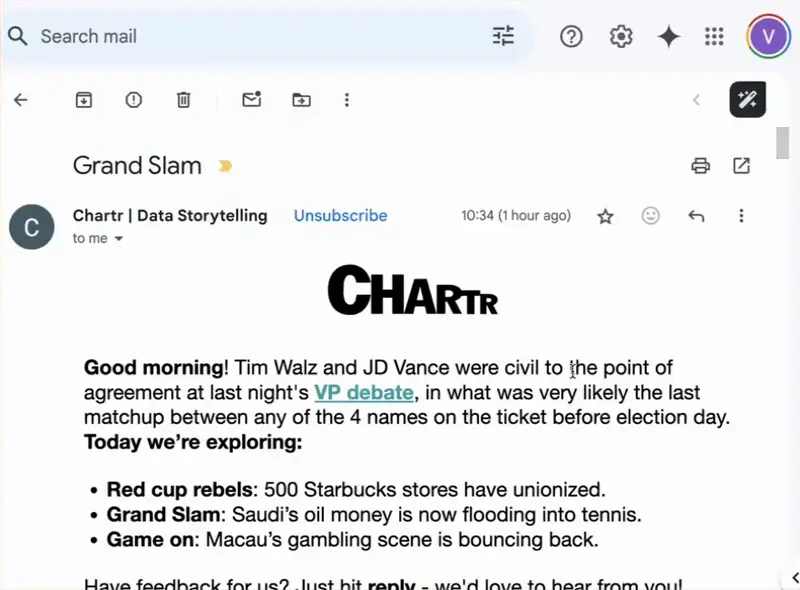 Search mail
V
Grand Slam
C
Chartr | Data Storytelling Unsubscribe 10:34 (1 hour ago)
to me
CHARTR
Good morning! Tim Walz and JD Vance were civil to the point of
agreement at last night's VP debate, in what was very likely the last
matchup between any of the 4 names on the ticket before election day.
Today we’re exploring:
• Red cup rebels: 500 Starbucks stores have unionized.
• Grand Slam: Saudi’s oil money is now flooding into tennis.
• Game on: Macau’s gambling scene is bouncing back.
Have feedback for us? Just hit reply - we'd love to hear from you!